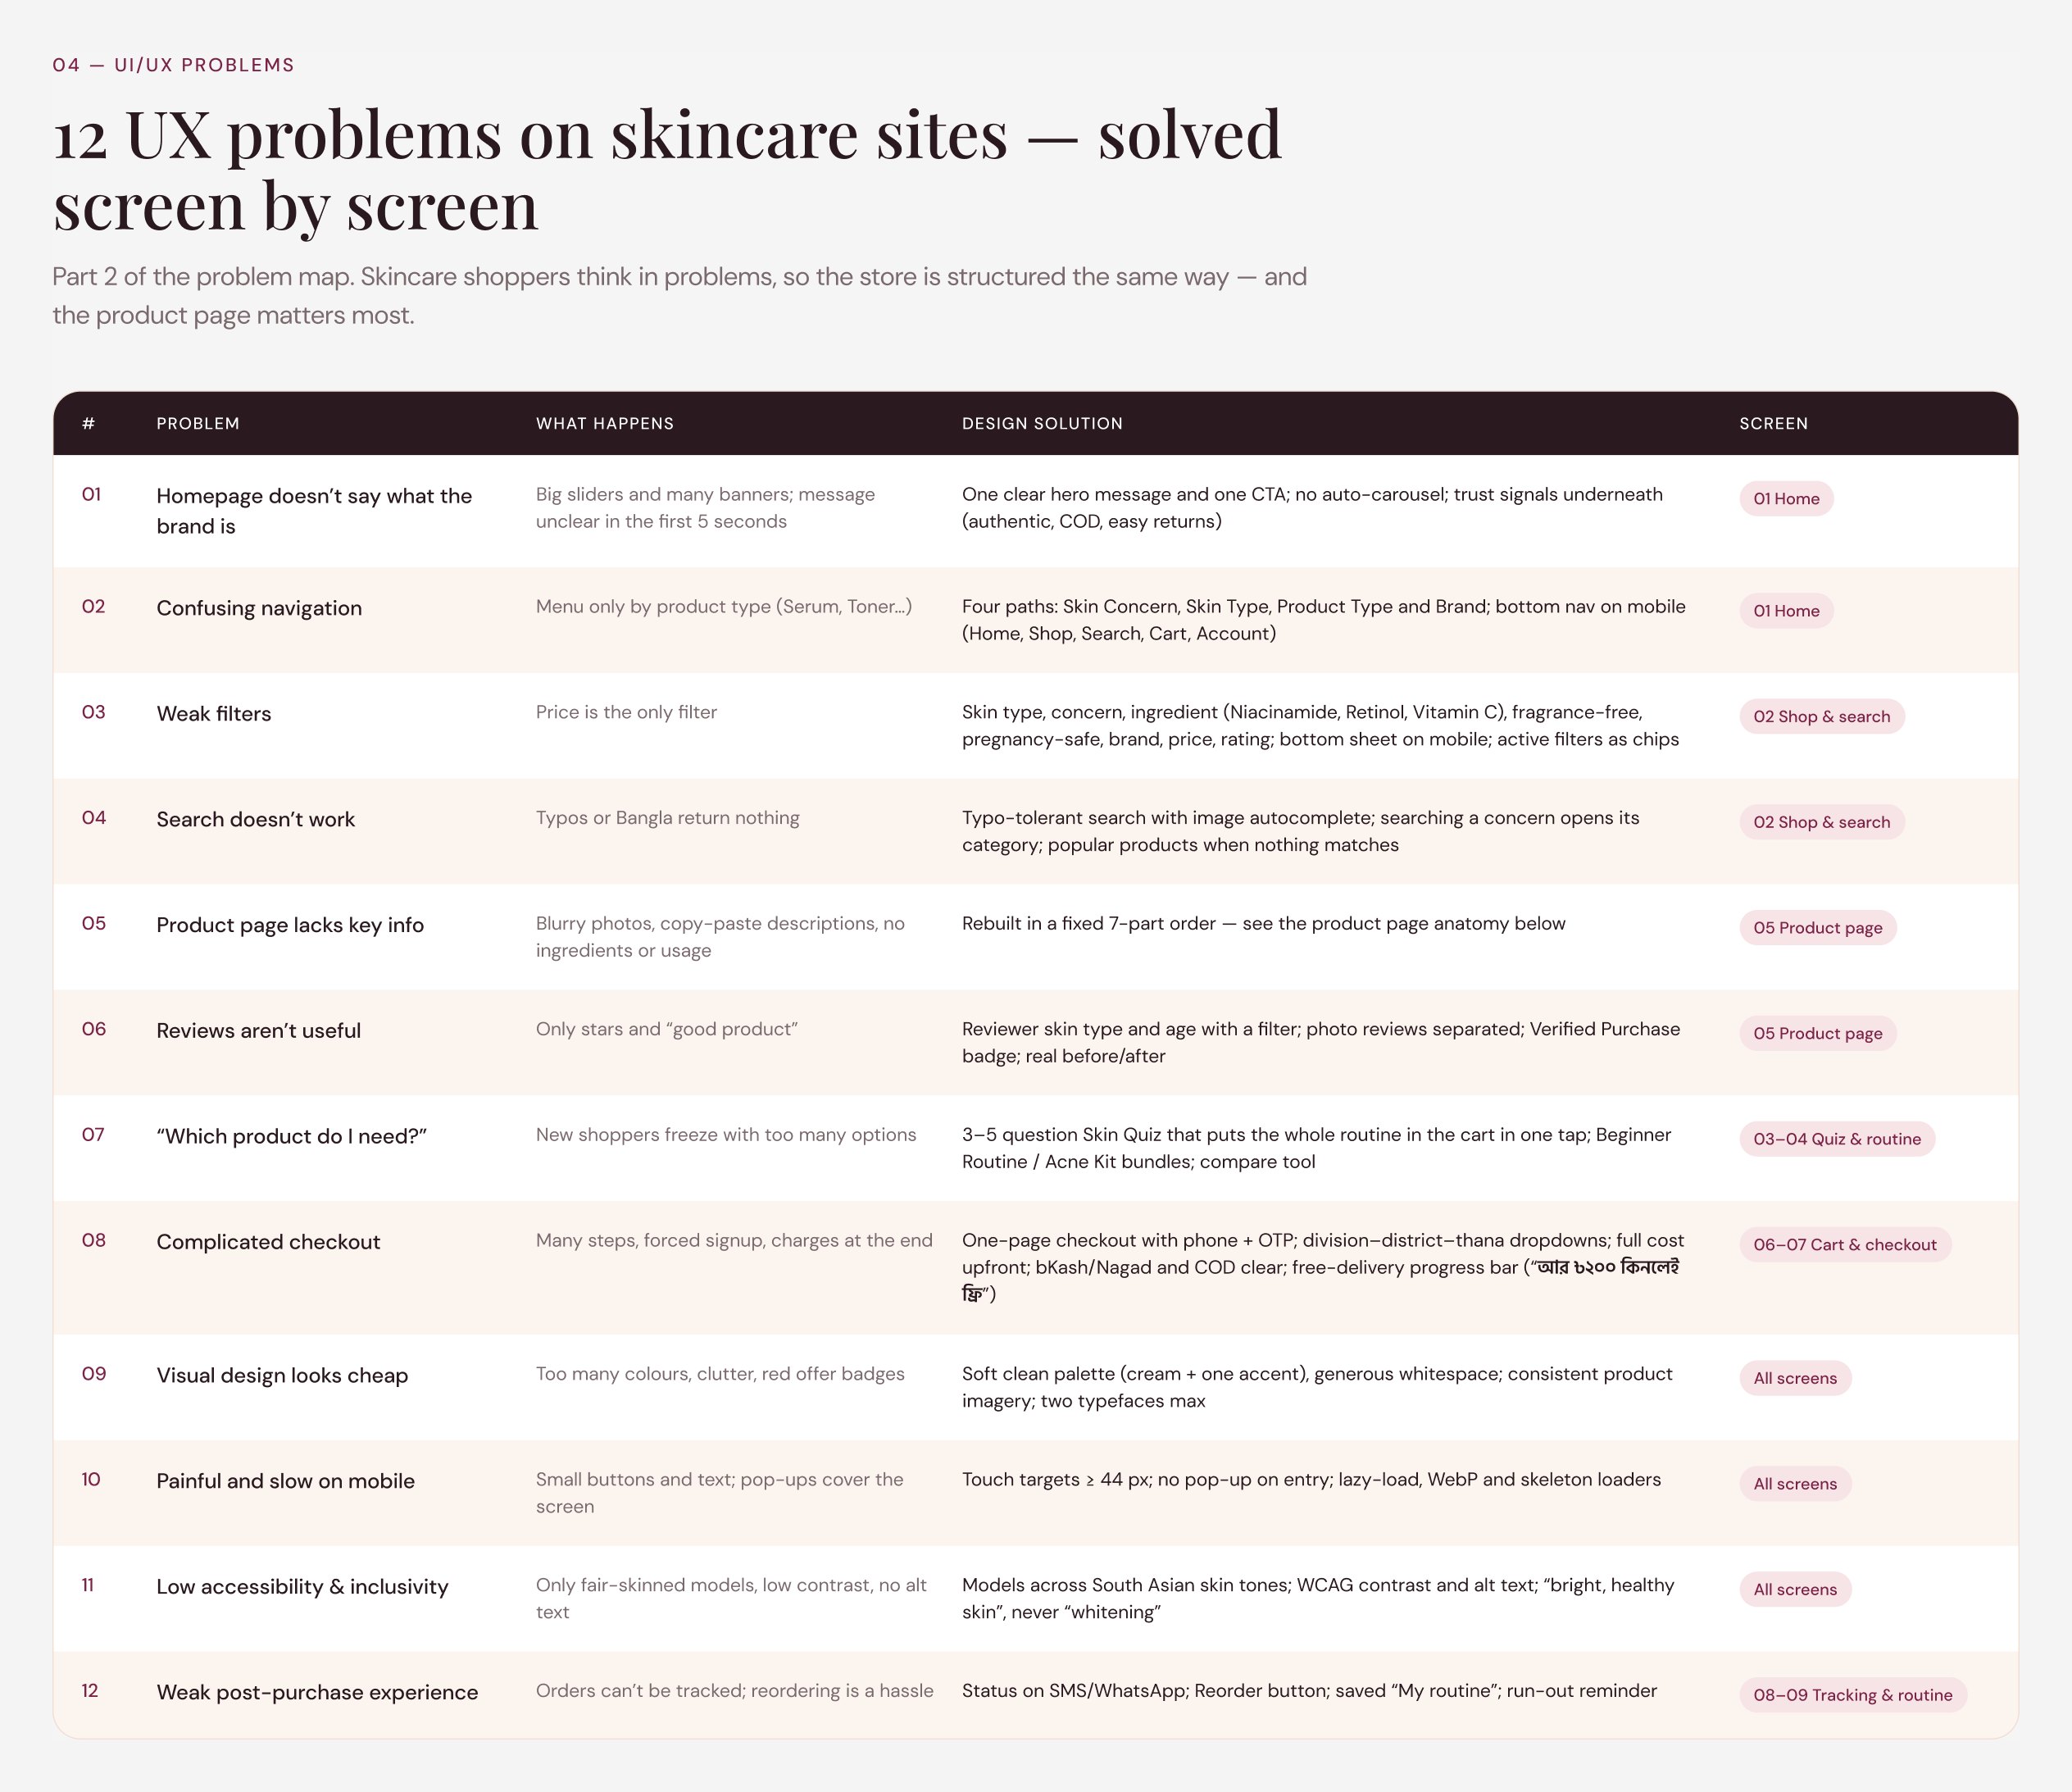 04 — UI/UX PROBLEMS
12 UX problems on skincare sites — solved
screen by screen
Part 2 of the problem map. Skincare shoppers think in problems, so the store is structured the same way — and
the product page matters most.
# PROBLEM WHAT HAPPENS DESIGN SOLUTION SCREEN
01 Homepage doesn’t say what the Big sliders and many banners; message One clear hero message and one CTA; no auto-carousel; trust signals underneath 01 Home
brand is unclear in the first 5 seconds (authentic, COD, easy returns)
02 Confusing navigation Menu only by product type (Serum, Toner…) Four paths: Skin Concern, Skin Type, Product Type and Brand; bottom nav on mobile 01 Home
(Home, Shop, Search, Cart, Account)
03 Weak filters Price is the only filter Skin type, concern, ingredient (Niacinamide, Retinol, Vitamin C), fragrance-free, 02 Shop & search
pregnancy-safe, brand, price, rating; bottom sheet on mobile; active filters as chips
04 Search doesn’t work Typos or Bangla return nothing Typo-tolerant search with image autocomplete; searching a concern opens its 02 Shop & search
category; popular products when nothing matches
05 Product page lacks key info Blurry photos, copy-paste descriptions, no Rebuilt in a fixed 7-part order — see the product page anatomy below 05 Product page
ingredients or usage
06 Reviews aren’t useful Only stars and “good product” Reviewer skin type and age with a filter; photo reviews separated; Verified Purchase 05 Product page
badge; real before/after
07 “Which product do I need?” New shoppers freeze with too many options 3–5 question Skin Quiz that puts the whole routine in the cart in one tap; Beginner 03–04 Quiz & routine
Routine / Acne Kit bundles; compare tool
08 Complicated checkout Many steps, forced signup, charges at the end One-page checkout with phone + OTP; division–district–thana dropdowns; full cost 06–07 Cart & checkout
upfront; bKash/Nagad and COD clear; free-delivery progress bar (“আর ৳২০০ কিনলেই
ফ্রি”)
09 Visual design looks cheap Too many colours, clutter, red offer badges Soft clean palette (cream + one accent), generous whitespace; consistent product All screens
imagery; two typefaces max
10 Painful and slow on mobile Small buttons and text; pop-ups cover the Touch targets ≥ 44 px; no pop-up on entry; lazy-load, WebP and skeleton loaders All screens
screen
11 Low accessibility & inclusivity Only fair-skinned models, low contrast, no alt Models across South Asian skin tones; WCAG contrast and alt text; “bright, healthy All screens
text skin”, never “whitening”
12 Weak post-purchase experience Orders can’t be tracked; reordering is a hassle Status on SMS/WhatsApp; Reorder button; saved “My routine”; run-out reminder 08–09 Tracking & routine